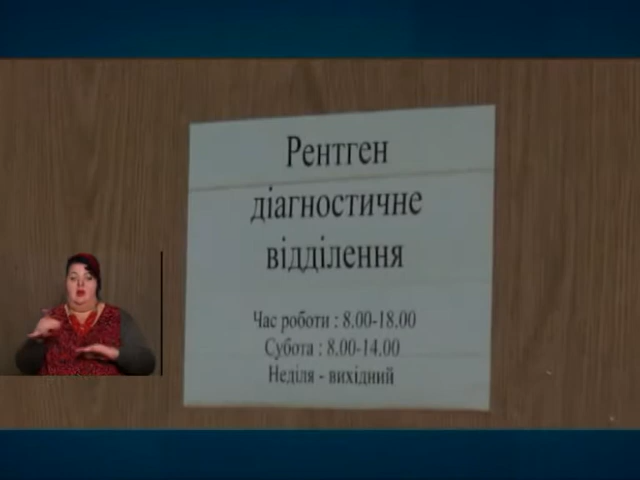 Рентген
діагностичне
відділення
Час роботи : 8.00-18.00
Субота : 8.00-14.00
Неділя - вихідний